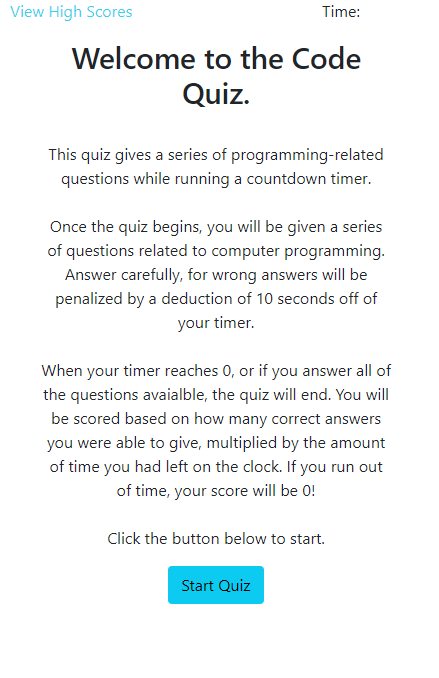 View High Scores
Time:
Welcome to the Code
Quiz.
This quiz gives a series of programming-related
questions while running a countdown timer.
Once the quiz begins, you will be given a series
of questions related to computer programming.
Answer carefully, for wrong answers will be
penalized by a deduction of 10 seconds off of
your timer.
When your timer reaches 0, or if you answer all of
the questions avaialble, the quiz will end. You will
be scored based on how many correct answers
you were able to give, multiplied by the amount
of time you had left on the clock. If you run out
of time, your score will be 0!
Click the button below to start.
Start Quiz